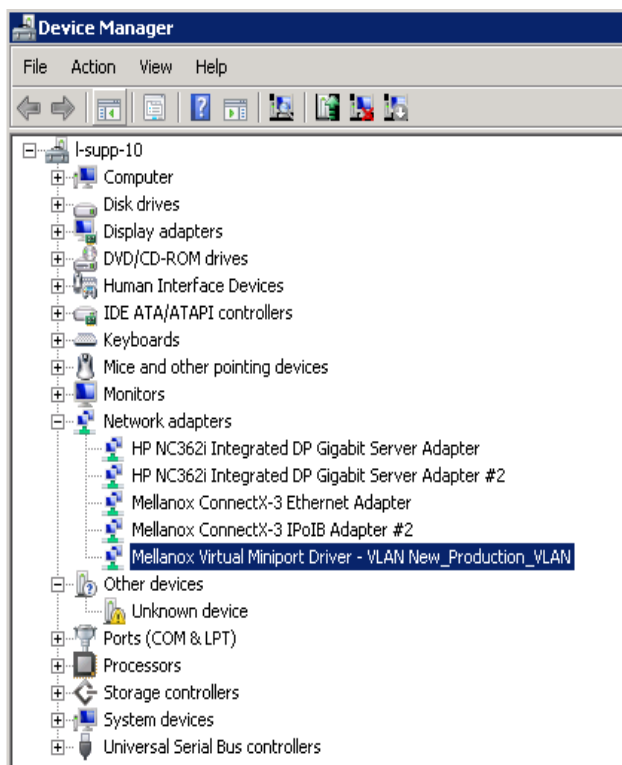 Device Manager
File Action View Help
l-supp-10
Computer
Disk drives
Display adapters
DVD/CD-ROM drives
Human Interface Devices
IDE ATA/ATAPI controllers
Keyboards
Mice and other pointing devices
Monitors
Network adapters
HP NC362i Integrated DP Gigabit Server Adapter
HP NC362i Integrated DP Gigabit Server Adapter #2
Mellanox ConnectX-3 Ethernet Adapter
Mellanox ConnectX-3 IPoIB Adapter #2
Mellanox Virtual Miniport Driver - VLAN New_Production_VLAN
Other devices
Unknown device
Ports (COM & LPT)
Processors
Storage controllers
System devices
Universal Serial Bus controllers